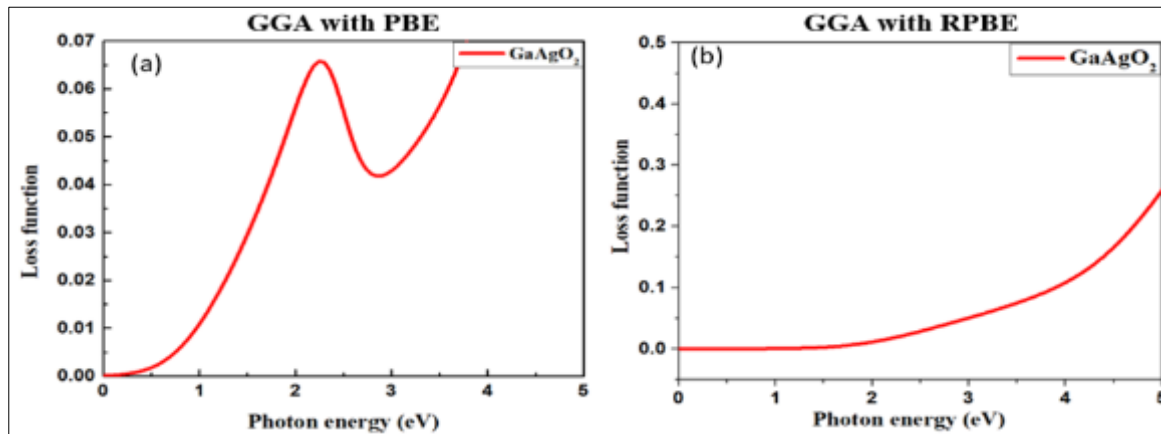 GGA with PBE
(a)
GaAgO₂
0.07
0.06
0.05
0.04
0.03
0.02
0.01
0.00
Loss function
0 1 2 3 4 5
Photon energy (eV)
GGA with RPBE
(b)
GaAgO₂
0.5
0.4
0.3
0.2
0.1
0.0
Loss function
0 1 2 3 4 5
Photon energy (eV)